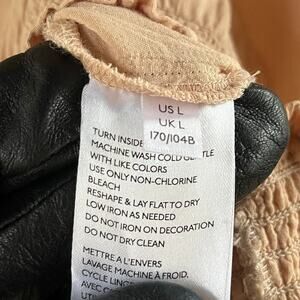 US L
UK L
170/104B
TURN INSIDE
MACHINE WASH COLD GENTLE
WITH LIKE COLORS
USE ONLY NON-CHLORINE
BLEACH
RESHAPE & LAY FLAT TO DRY
LOW IRON AS NEEDED
DO NOT IRON ON DECORATION
DO NOT DRY CLEAN
METTRE A L'ENVERS
LAVAGE MACHINE À FROID,
CYCLE
AVEC